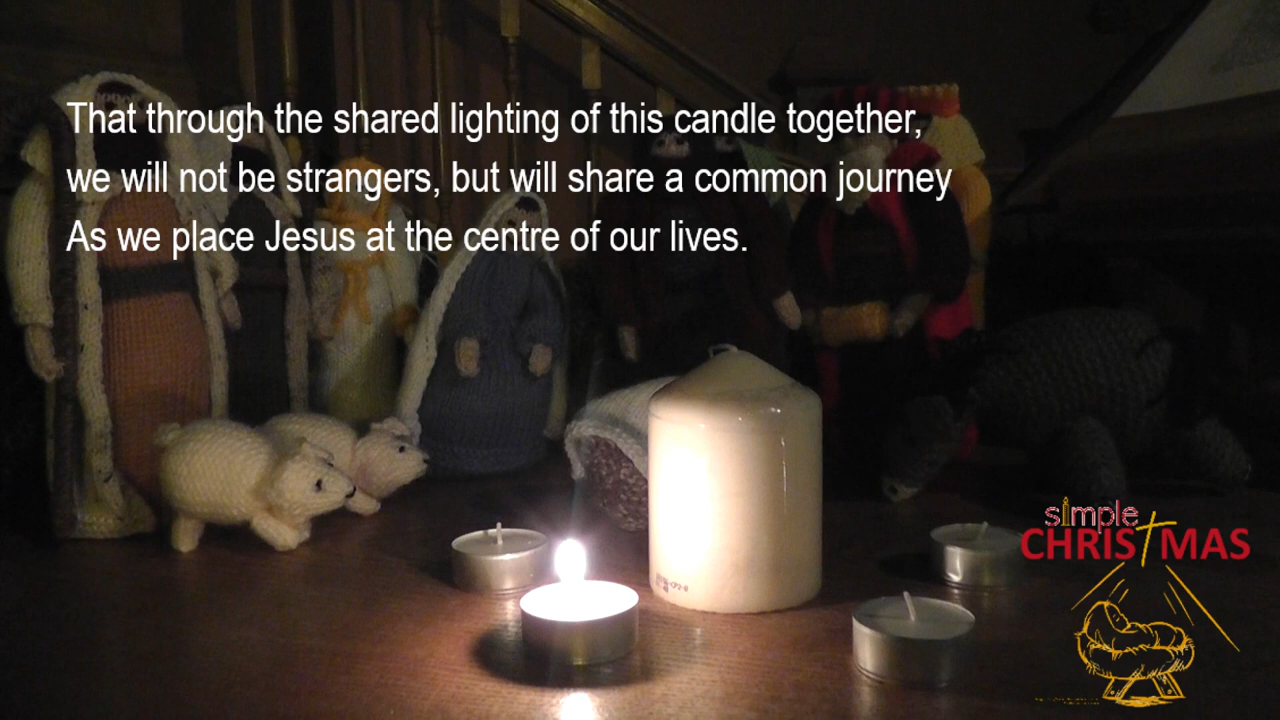 That through the shared lighting of this candle together,
we will not be strangers, but will share a common journey
As we place Jesus at the centre of our lives.
simple
CHRISTMAS